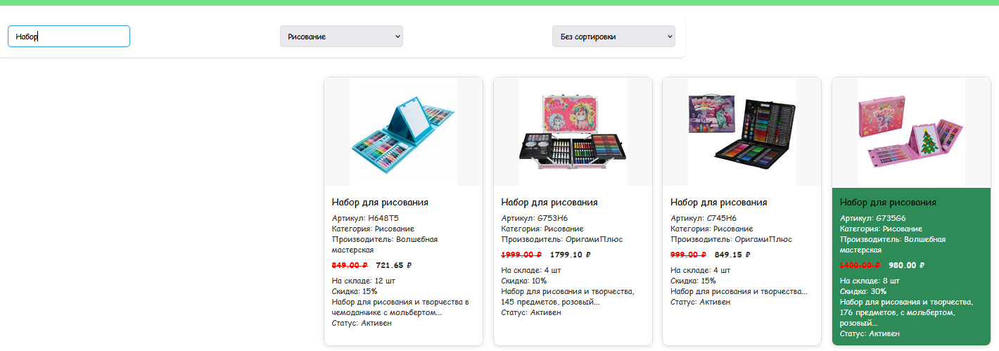 Набор
Рисование
Без сортировки
Набор для рисования
Артикул: H648T5
Категория: Рисование
Производитель: Волшебная
мастерская
849.00 ₽ 721.65 ₽
На складе: 12 шт
Скидка: 15%
Набор для рисования и творчества в
чемоданчике с мольбертом...
Статус: Активен
Набор для рисования
Артикул: G753H6
Категория: Рисование
Производитель: ОригамиПлюс
1999.00 ₽ 1799.10 ₽
На складе: 4 шт
Скидка: 10%
Набор для рисования и творчества,
145 предметов, розовый...
Статус: Активен
Набор для рисования
Артикул: C745H6
Категория: Рисование
Производитель: ОригамиПлюс
999.00 ₽ 849.15 ₽
На складе: 4 шт
Скидка: 15%
Набор для рисования и творчества...
Статус: Активен
Набор для рисования
Артикул: G735G6
Категория: Рисование
Производитель: Волшебная
мастерская
1400.00 ₽ 980.00 ₽
На складе: 8 шт
Скидка: 30%
Набор для рисования и творчества,
176 предметов, с мольбертом,
розовый...
Статус: Активен